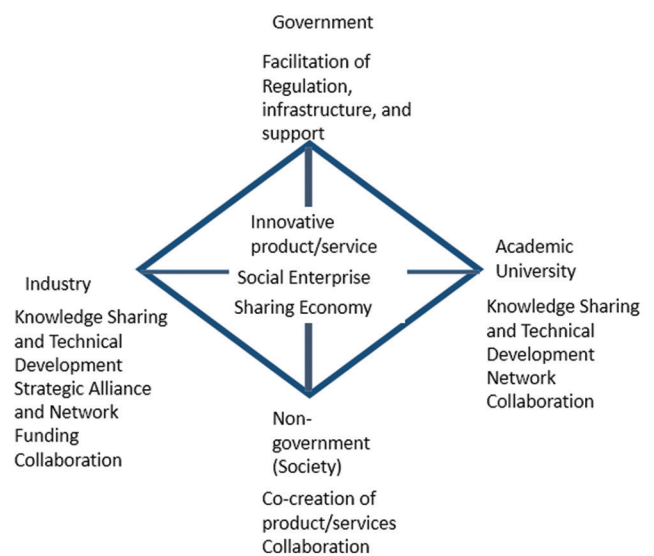 Government
Facilitation of
Regulation,
infrastructure, and
support
Innovative
product/service
Social Enterprise
Sharing Economy
Industry
Knowledge Sharing
and Technical
Development
Strategic Alliance
and Network
Funding
Collaboration
Academic
University
Knowledge Sharing
and Technical
Development
Network
Collaboration
Non-
government
(Society)
Co-creation of
product/services
Collaboration